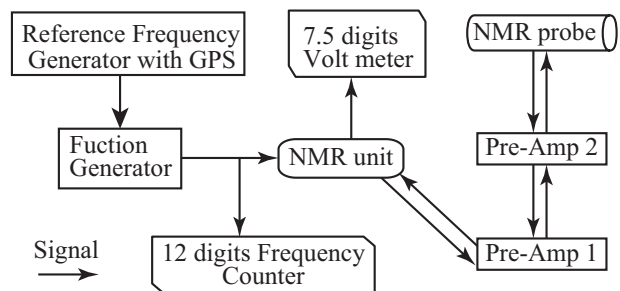 Reference Frequency
Generator with GPS
7.5 digits
Volt meter
NMR probe
Fuction
Generator
NMR unit
Pre-Amp 2
Signal
12 digits Frequency
Counter
Pre-Amp 1